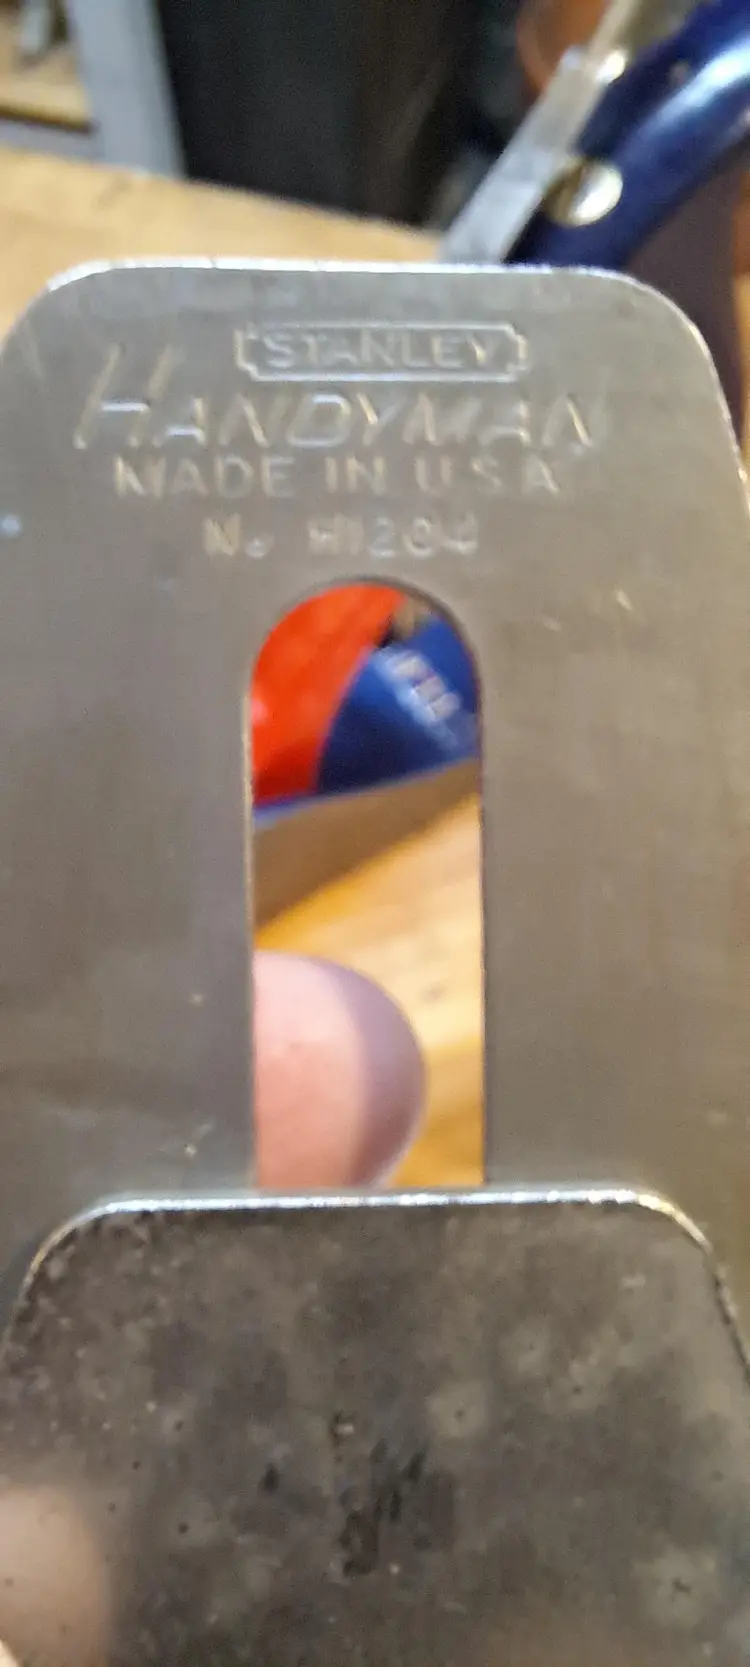 STANLEY
HANDYMAN
MADE IN U.S.A.
No H1204